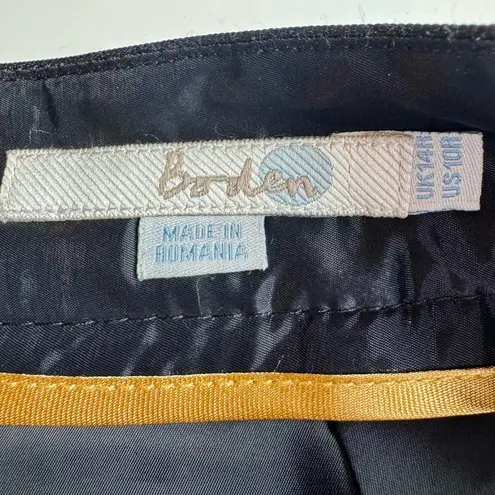 Boden
UK14R
US10R
MADE IN
ROMANIA